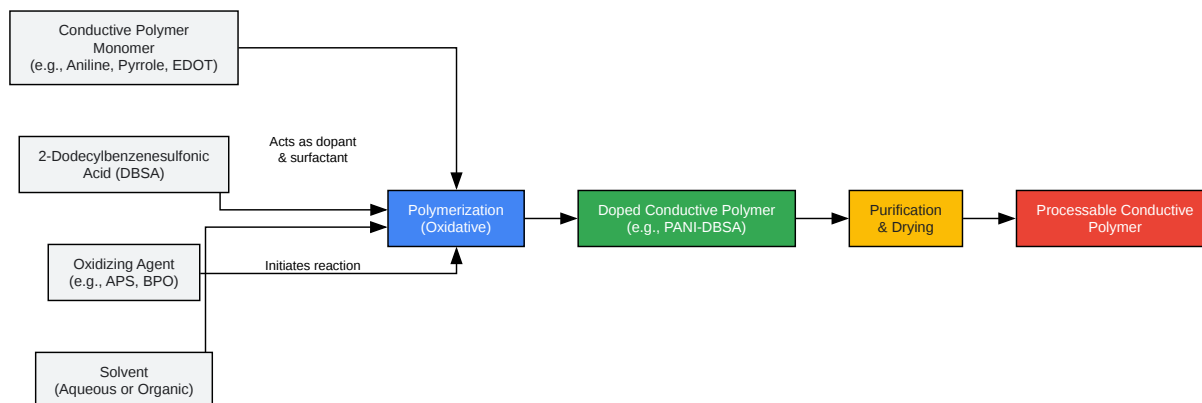 Conductive Polymer
Monomer
(e.g., Aniline, Pyrrole, EDOT)
Acts as dopant
& surfactant
2-Dodecylbenzenesulfonic
Acid (DBSA)
Polymerization
(Oxidative)
Doped Conductive Polymer
(e.g., PANI-DBSA)
Purification
& Drying
Processable Conductive
Polymer
Oxidizing Agent
(e.g., APS, BPO)
Initiates reaction
Solvent
(Aqueous or Organic)